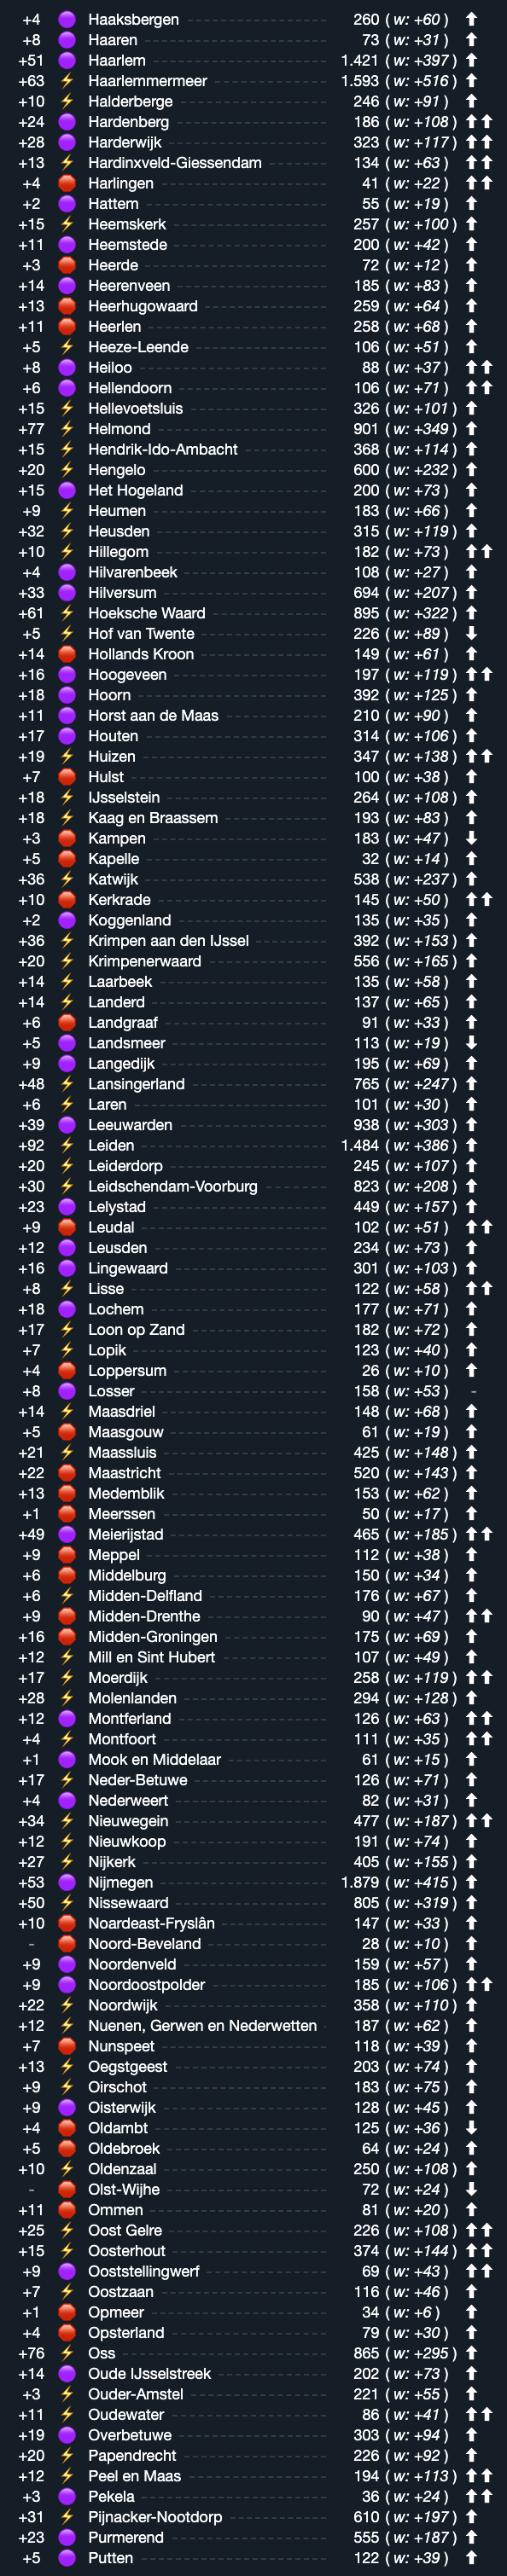 +4 Haaksbergen 260 ( w: +60 )
+8 Haaren 73 ( w: +31 )
+51 Haarlem 1.421 ( w: +397 )
+63 Haarlemmermeer 1.593 ( w: +516 )
+10 Halderberge 246 ( w: +91 )
+24 Hardenberg 186 ( w: +108 )
+28 Harderwijk 323 ( w: +117 )
+13 Hardinxveld-Giessendam 134 ( w: +63 )
+4 Harlingen 41 ( w: +22 )
+2 Hattem 55 ( w: +19 )
+15 Heemskerk 257 ( w: +100 )
+11 Heemstede 200 ( w: +42 )
+3 Heerde 72 ( w: +12 )
+14 Heerenveen 185 ( w: +83 )
+13 Heerhugowaard 259 ( w: +64 )
+11 Heerlen 258 ( w: +68 )
+5 Heeze-Leende 106 ( w: +51 )
+8 Heiloo 88 ( w: +37 )
+6 Hellendoorn 106 ( w: +71 )
+15 Hellevoetsluis 326 ( w: +101 )
+77 Helmond 901 ( w: +349 )
+15 Hendrik-Ido-Ambacht 368 ( w: +114 )
+20 Hengelo 600 ( w: +232 )
+15 Het Hogeland 200 ( w: +73 )
+9 Heumen 183 ( w: +66 )
+32 Heusden 315 ( w: +119 )
+10 Hillegom 182 ( w: +73 )
+4 Hilvarenbeek 108 ( w: +27 )
+33 Hilversum 694 ( w: +207 )
+61 Hoeksche Waard 895 ( w: +322 )
+5 Hof van Twente 226 ( w: +89 )
+14 Hollands Kroon 149 ( w: +61 )
+16 Hoogeveen 197 ( w: +119 )
+18 Hoorn 392 ( w: +125 )
+11 Horst aan de Maas 210 ( w: +90 )
+17 Houten 314 ( w: +106 )
+19 Huizen 347 ( w: +138 )
+7 Hulst 100 ( w: +38 )
+18 IJsselstein 264 ( w: +108 )
+18 Kaag en Braassem 193 ( w: +83 )
+3 Kampen 183 ( w: +47 )
+5 Kapelle 32 ( w: +14 )
+36 Katwijk 538 ( w: +237 )
+10 Kerkrade 145 ( w: +50 )
+2 Koggenland 135 ( w: +35 )
+36 Krimpen aan den IJssel 392 ( w: +153 )
+20 Krimpenerwaard 556 ( w: +165 )
+14 Laarbeek 135 ( w: +58 )
+14 Landerd 137 ( w: +65 )
+6 Landgraaf 91 ( w: +33 )
+5 Landsmeer 113 ( w: +19 )
+9 Langedijk 195 ( w: +69 )
+48 Lansingerland 765 ( w: +247 )
+6 Laren 101 ( w: +30 )
+39 Leeuwarden 938 ( w: +303 )
+92 Leiden 1.484 ( w: +386 )
+20 Leiderdorp 245 ( w: +107 )
+30 Leidschendam-Voorburg 823 ( w: +208 )
+23 Lelystad 449 ( w: +157 )
+9 Leudal 102 ( w: +51 )
+12 Leusden 234 ( w: +73 )
+16 Lingewaard 301 ( w: +103 )
+8 Lisse 122 ( w: +58 )
+18 Lochem 177 ( w: +71 )
+17 Loon op Zand 182 ( w: +72 )
+7 Lopik 123 ( w: +40 )
+4 Loppersum 26 ( w: +10 )
+8 Losser 158 ( w: +53 ) -
+14 Maasdriel 148 ( w: +68 )
+5 Maasgouw 61 ( w: +19 )
+21 Maassluis 425 ( w: +148 )
+22 Maastricht 520 ( w: +143 )
+13 Medemblik 153 ( w: +62 )
+1 Meerssen 50 ( w: +17 )
+49 Meierijstad 465 ( w: +185 )
+9 Meppel 112 ( w: +38 )
+6 Middelburg 150 ( w: +34 )
+6 Midden-Delfland 176 ( w: +67 )
+9 Midden-Drenthe 90 ( w: +47 )
+16 Midden-Groningen 175 ( w: +69 )
+12 Mill en Sint Hubert 107 ( w: +49 )
+17 Moerdijk 258 ( w: +119 )
+28 Molenlanden 294 ( w: +128 )
+12 Montferland 126 ( w: +63 )
+4 Montfoort 111 ( w: +35 )
+1 Mook en Middelaar 61 ( w: +15 )
+17 Neder-Betuwe 126 ( w: +71 )
+4 Nederweert 82 ( w: +31 )
+34 Nieuwegein 477 ( w: +187 )
+12 Nieuwkoop 191 ( w: +74 )
+27 Nijkerk 405 ( w: +155 )
+53 Nijmegen 1.879 ( w: +415 )
+50 Nissewaard 805 ( w: +319 )
+10 Noardeast-Fryslân 147 ( w: +33 )
- Noord-Beveland 28 ( w: +10 )
+9 Noordenveld 159 ( w: +57 )
+9 Noordoostpolder 185 ( w: +106 )
+22 Noordwijk 358 ( w: +110 )
+12 Nuenen, Gerwen en Nederwetten 187 ( w: +62 )
+7 Nunspeet 118 ( w: +39 )
+13 Oegstgeest 203 ( w: +74 )
+9 Oirschot 183 ( w: +75 )
+9 Oisterwijk 128 ( w: +45 )
+4 Oldambt 125 ( w: +36 )
+5 Oldebroek 64 ( w: +24 )
+10 Oldenzaal 250 ( w: +108 )
- Olst-Wijhe 72 ( w: +24 )
+11 Ommen 81 ( w: +20 )
+25 Oost Gelre 226 ( w: +108 )
+15 Oosterhout 374 ( w: +144 )
+9 Ooststellingwerf 69 ( w: +43 )
+7 Oostzaan 116 ( w: +46 )
+1 Opmeer 34 ( w: +6 )
+4 Opsterland 79 ( w: +30 )
+76 Oss 865 ( w: +295 )
+14 Oude IJsselstreek 202 ( w: +73 )
+3 Ouder-Amstel 221 ( w: +55 )
+11 Oudewater 86 ( w: +41 )
+19 Overbetuwe 303 ( w: +94 )
+20 Papendrecht 226 ( w: +92 )
+12 Peel en Maas 194 ( w: +113 )
+3 Pekela 36 ( w: +24 )
+31 Pijnacker-Nootdorp 610 ( w: +197 )
+23 Purmerend 555 ( w: +187 )
+5 Putten 122 ( w: +39 )